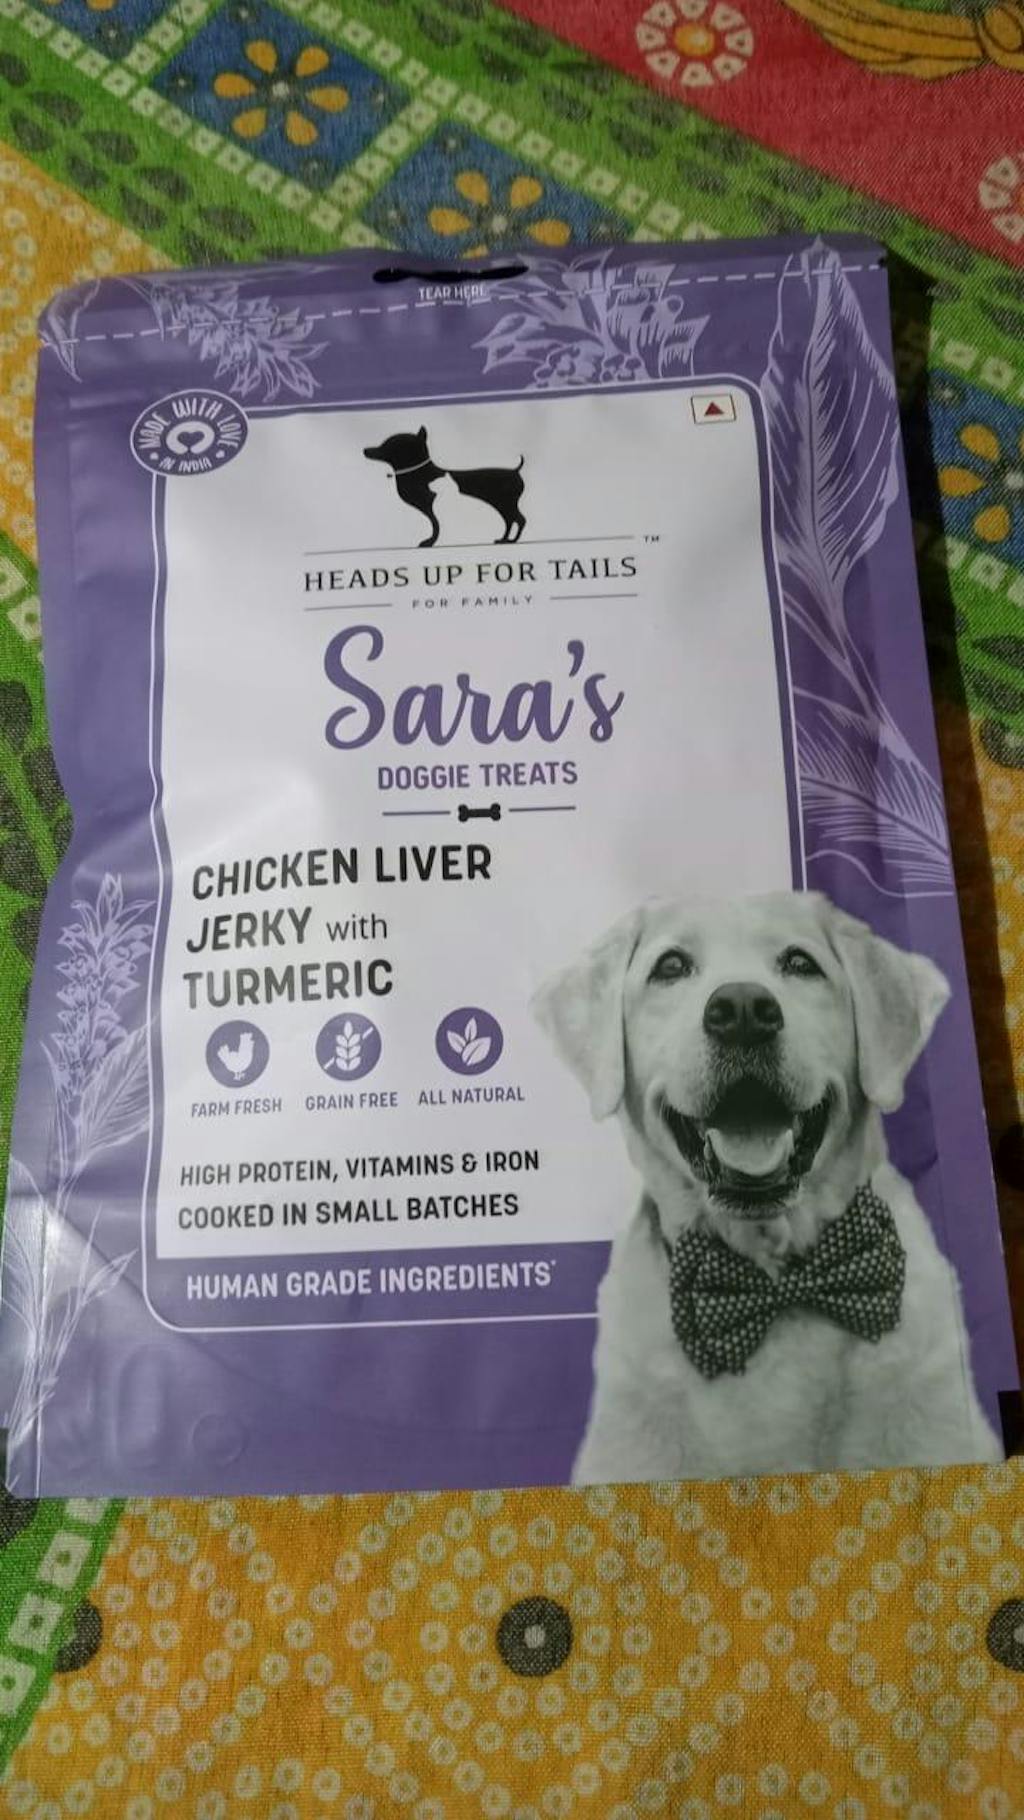 TEAR HERE
MADE WITH LOVE
IN INDIA
HEADS UP FOR TAILS
TM
FOR FAMILY
Sara's
DOGGIE TREATS
CHICKEN LIVER
JERKY with
TURMERIC
FARM FRESH GRAIN FREE ALL NATURAL
HIGH PROTEIN, VITAMINS & IRON
COOKED IN SMALL BATCHES
HUMAN GRADE INGREDIENTS*